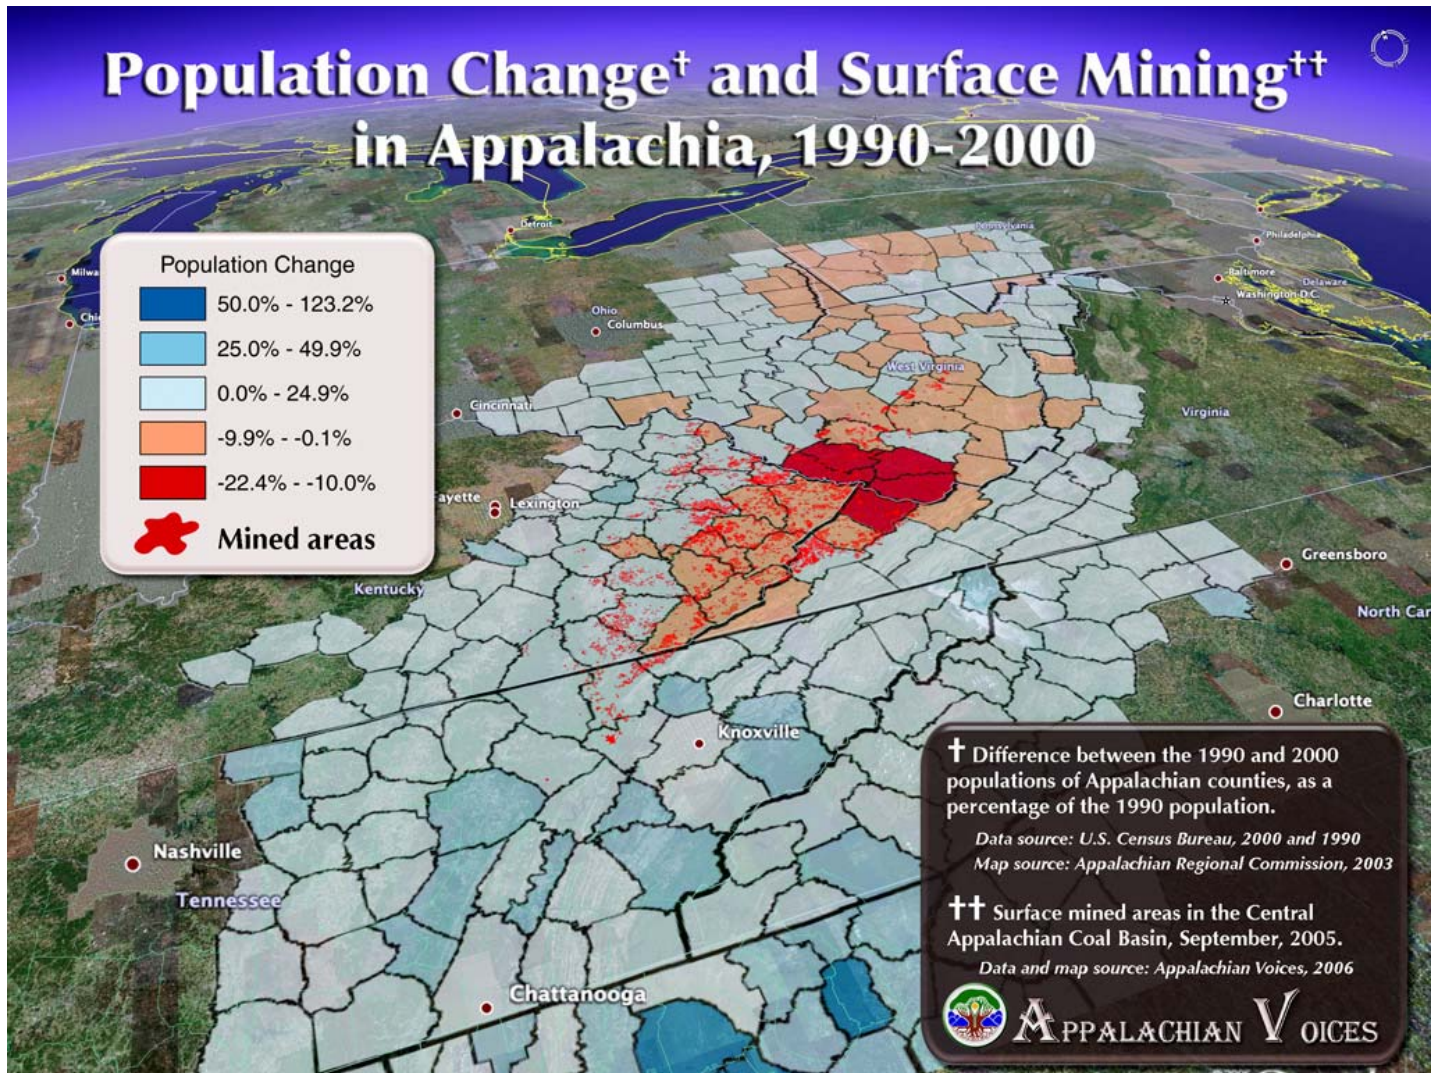 Population Change† and Surface Mining††
in Appalachia, 1990-2000
Population Change
50.0% - 123.2%
25.0% - 49.9%
0.0% - 24.9%
-9.9% - -0.1%
-22.4% - -10.0%
Mined areas
Detroit
Pennsylvania
Philadelphia
Milwa
Baltimore
Delaware
Washington D.C.
Chi
Ohio
Columbus
West Virginia
Cincinnati
Virginia
ayette
Lexington
Greensboro
Kentucky
North Car
Charlotte
Knoxville
Nashville
Tennessee
Chattanooga
† Difference between the 1990 and 2000
populations of Appalachian counties, as a
percentage of the 1990 population.
Data source: U.S. Census Bureau, 2000 and 1990
Map source: Appalachian Regional Commission, 2003
†† Surface mined areas in the Central
Appalachian Coal Basin, September, 2005.
Data and map source: Appalachian Voices, 2006
APPALACHIAN VOICES